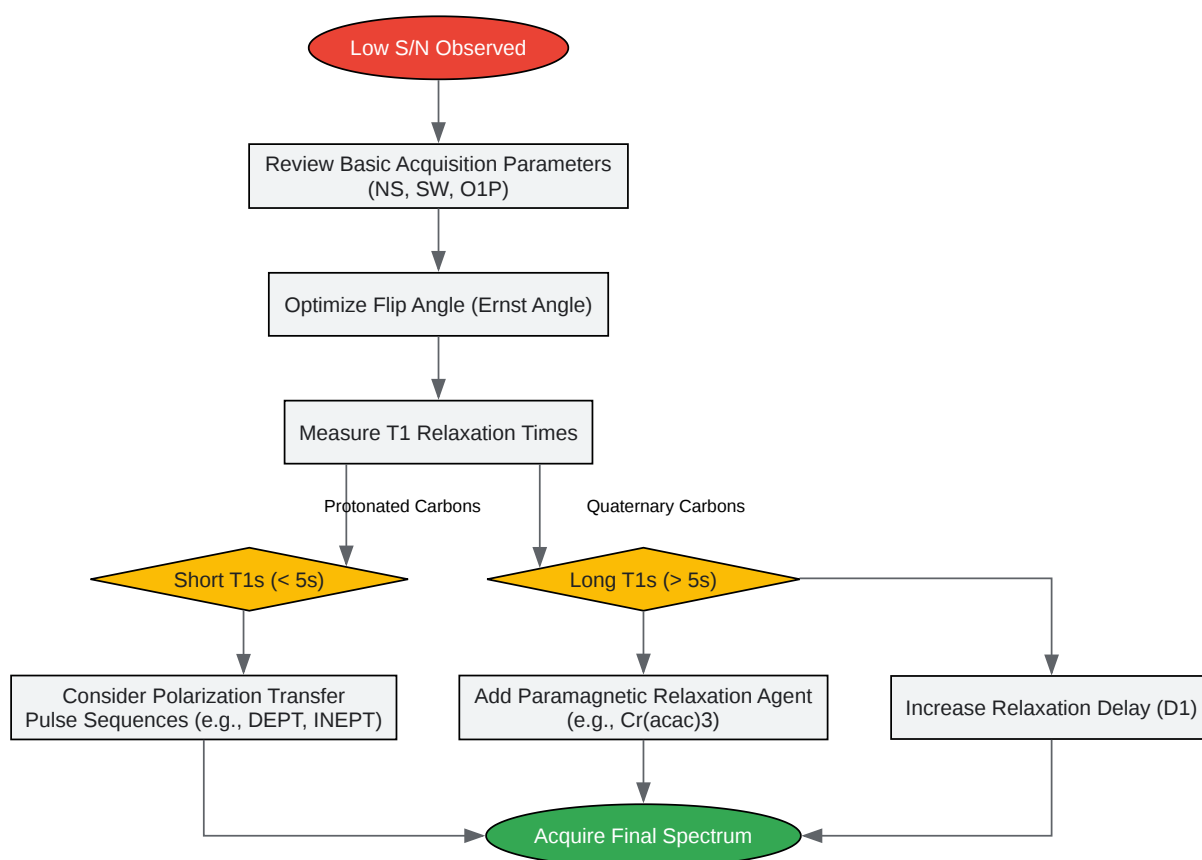 Low S/N Observed
Review Basic Acquisition Parameters
(NS, SW, O1P)
Optimize Flip Angle (Ernst Angle)
Measure T1 Relaxation Times
Protonated Carbons
Quaternary Carbons
Short T1s (< 5s)
Long T1s (> 5s)
Consider Polarization Transfer
Pulse Sequences (e.g., DEPT, INEPT)
Add Paramagnetic Relaxation Agent
(e.g., Cr(acac)3)
Increase Relaxation Delay (D1)
Acquire Final Spectrum